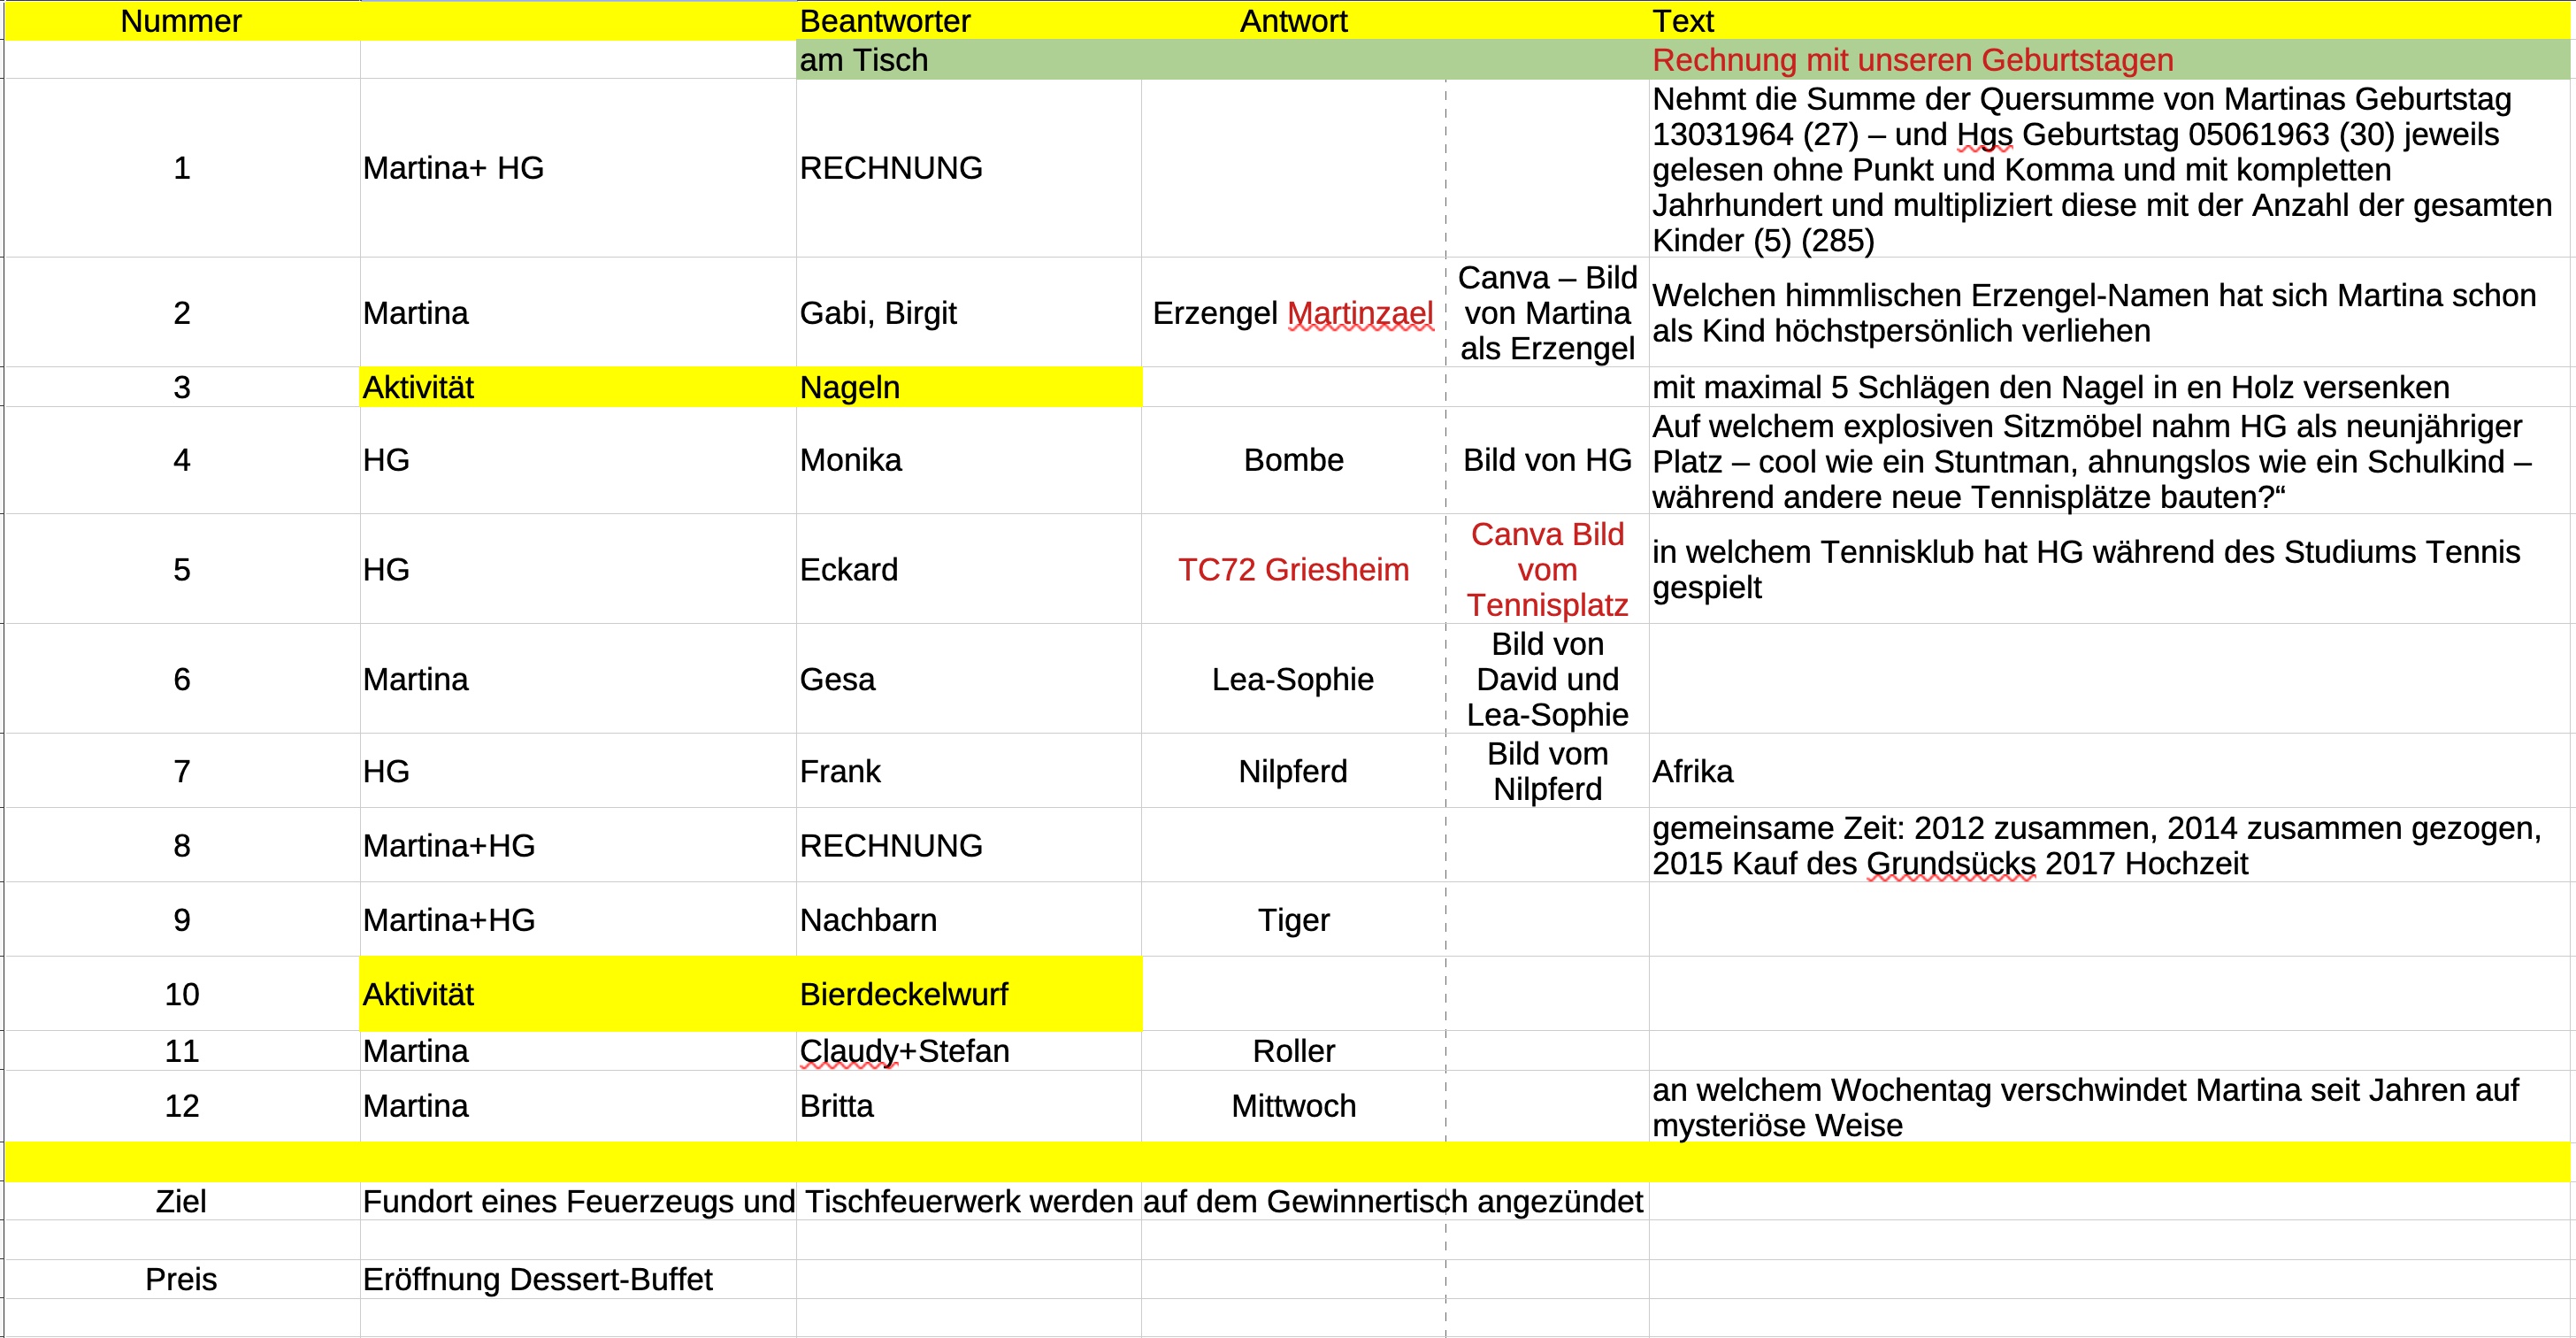 Nummer Beantworter Antwort Text
am Tisch Rechnung mit unseren Geburtstagen
1 Martina+ HG RECHNUNG
Nehmt die Summe der Quersumme von Martinas Geburtstag
13031964 (27) – und Hgs Geburtstag 05061963 (30) jeweils
gelesen ohne Punkt und Komma und mit kompletten
Jahrhundert und multipliziert diese mit der Anzahl der gesamten
Kinder (5) (285)
2 Martina Gabi, Birgit Erzengel Martinzael
Canva – Bild
von Martina
als Erzengel
Welchen himmlischen Erzengel-Namen hat sich Martina schon
als Kind höchstpersönlich verliehen
3 Aktivität Nageln mit maximal 5 Schlägen den Nagel in en Holz versenken
4 HG Monika Bombe Bild von HG
Auf welchem explosiven Sitzmöbel nahm HG als neunjähriger
Platz – cool wie ein Stuntman, ahnungslos wie ein Schulkind –
während andere neue Tennisplätze bauten?“
5 HG Eckard TC72 Griesheim
Canva Bild
vom
Tennisplatz
in welchem Tennisklub hat HG während des Studiums Tennis
gespielt
6 Martina Gesa Lea-Sophie
Bild von
David und
Lea-Sophie
7 HG Frank Nilpferd
Bild vom
Nilpferd
Afrika
8 Martina+HG RECHNUNG
gemeinsame Zeit: 2012 zusammen, 2014 zusammen gezogen,
2015 Kauf des Grundsücks 2017 Hochzeit
9 Martina+HG Nachbarn Tiger
10 Aktivität Bierdeckelwurf
11 Martina Claudy+Stefan Roller
12 Martina Britta Mittwoch
an welchem Wochentag verschwindet Martina seit Jahren auf
mysteriöse Weise
Ziel Fundort eines Feuerzeugs und Tischfeuerwerk werden auf dem Gewinnertisch angezündet
Preis Eröffnung Dessert-Buffet